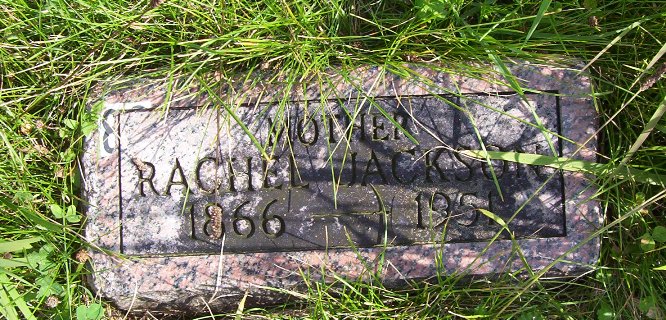 MOTHER
RACHEL JACKSON
1866 —